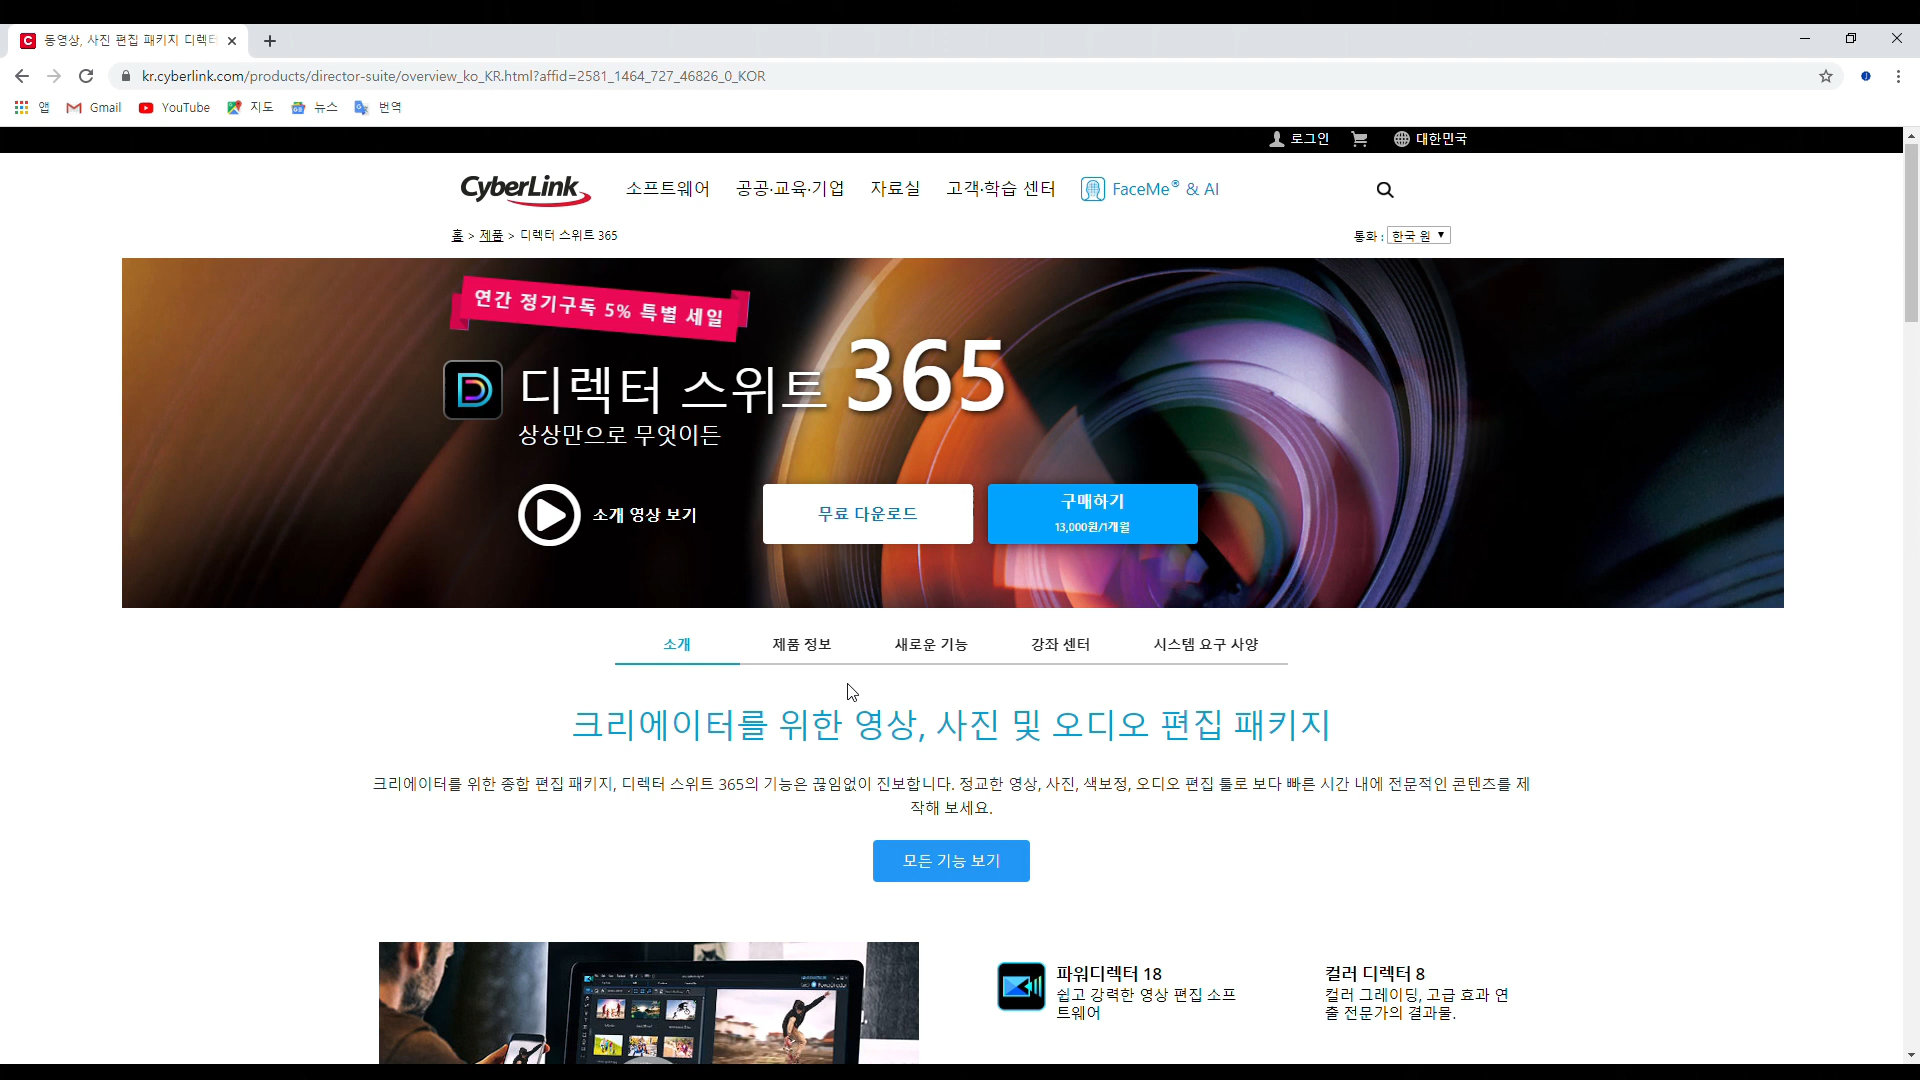 동영상, 사진 편집 패키지 디렉터
kr.cyberlink.com/products/director-suite/overview_ko_KR.html?affid=2581_1464_727_46826_0_KOR
앱 Gmail YouTube 지도 뉴스 번역
로그인 대한민국
CyberLink 소프트웨어 공공·교육·기업 자료실 고객·학습 센터 FaceMe® & AI
홈 > 제품 > 디렉터 스위트 365
통화 : 한국 원
연간 정기구독 5% 특별 세일
디렉터 스위트 365
상상만으로 무엇이든
소개 영상 보기
무료 다운로드
구매하기
13,000원/1개월
소개 제품 정보 새로운 기능 강좌 센터 시스템 요구 사양
크리에이터를 위한 영상, 사진 및 오디오 편집 패키지
크리에이터를 위한 종합 편집 패키지, 디렉터 스위트 365의 기능은 끊임없이 진보합니다. 정교한 영상, 사진, 색보정, 오디오 편집 툴로 보다 빠른 시간 내에 전문적인 콘텐츠를 제
작해 보세요.
모든 기능 보기
파워디렉터 18
쉽고 강력한 영상 편집 소프
트웨어
컬러 디렉터 8
컬러 그레이딩, 고급 효과 연
출 전문가의 결과물.